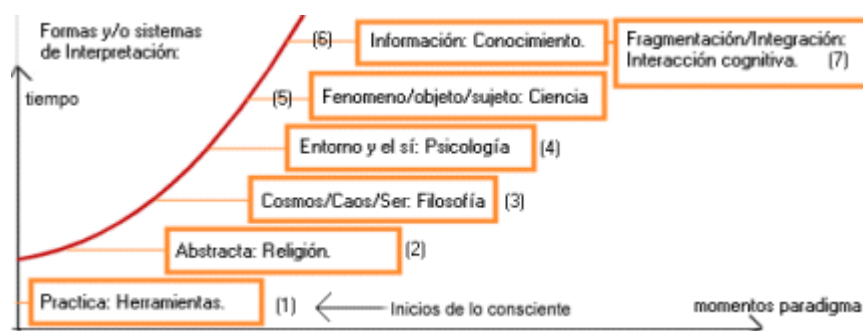 Formas y/o sistemas
de Interpretación:
tiempo
(6) Información: Conocimiento.
Fragmentación/Integración:
Interacción cognitiva. (7)
(5) Fenomeno/objeto/sujeto: Ciencia
Entorno y el sí: Psicología (4)
Cosmos/Caos/Ser: Filosofía (3)
Abstracta: Religión. (2)
Practica: Herramientas. (1) Inicios de lo consciente
momentos paradigma